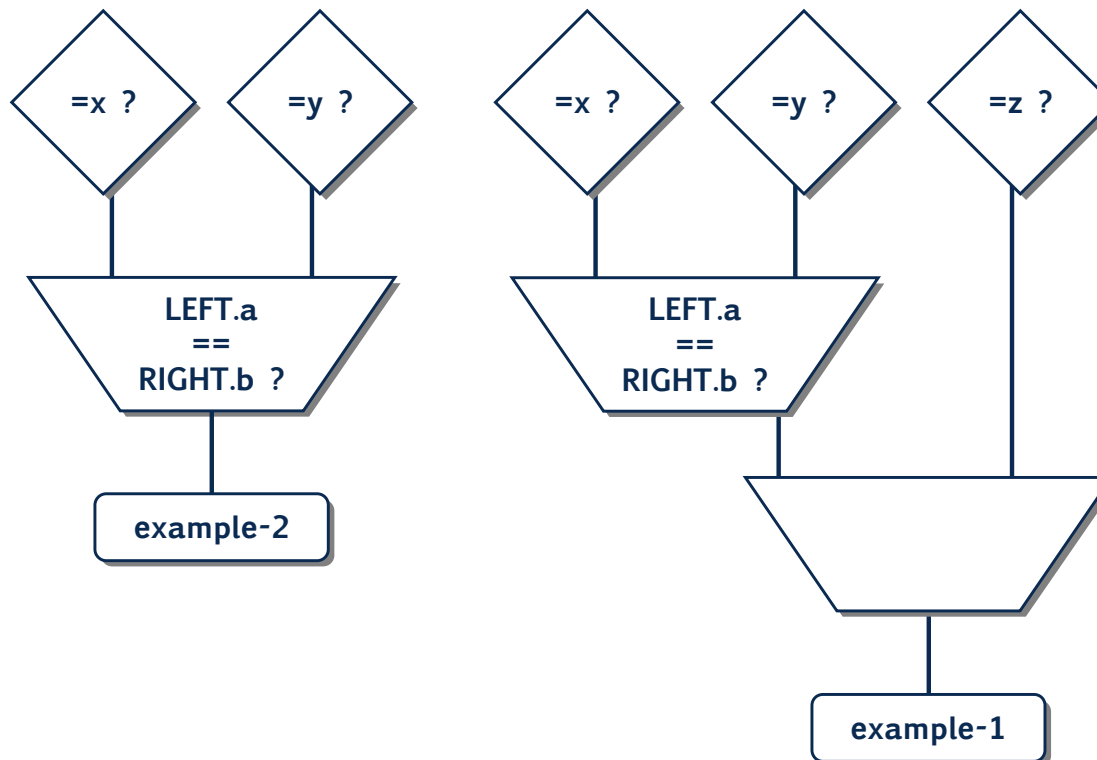 =x ?
=y ?
=x ?
=y ?
=z ?
LEFT.a
==
RIGHT.b ?
LEFT.a
==
RIGHT.b ?
example-2
example-1